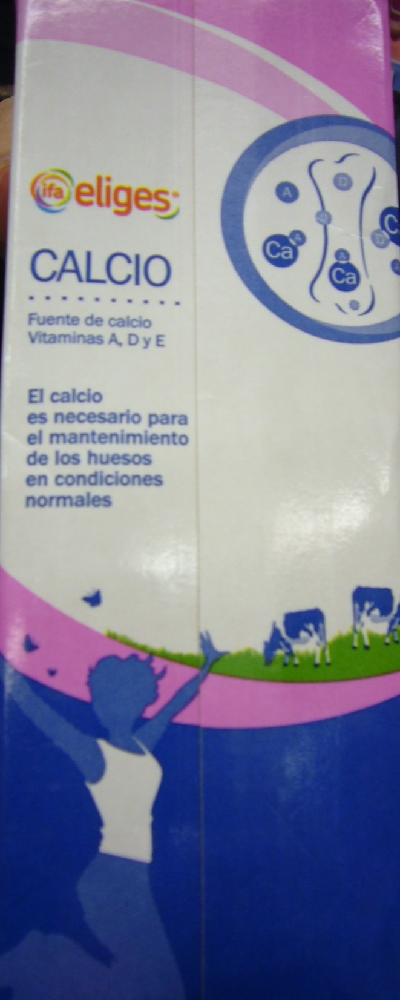 ifa eliges
CALCIO
Fuente de calcio
Vitaminas A, D y E
El calcio
es necesario para
el mantenimiento
de los huesos
en condiciones
normales
A
D
D
C
Ca
A
D
A
Ca